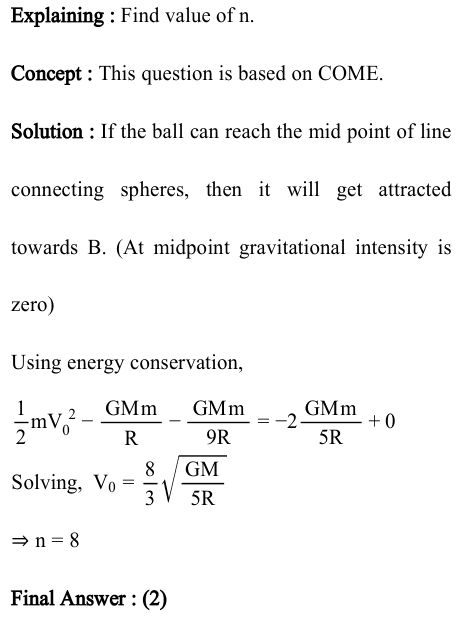 Explaining : Find value of n.
Concept : This question is based on COME.
Solution : If the ball can reach the mid point of line
connecting spheres, then it will get attracted
towards B. (At midpoint gravitational intensity is
zero)
Using energy conservation,
1/2 mV₀² − GMm/R − GMm/9R = −2 GMm/5R + 0
Solving, V₀ = 8/3 √(GM/5R)
⇒ n = 8
Final Answer : (2)